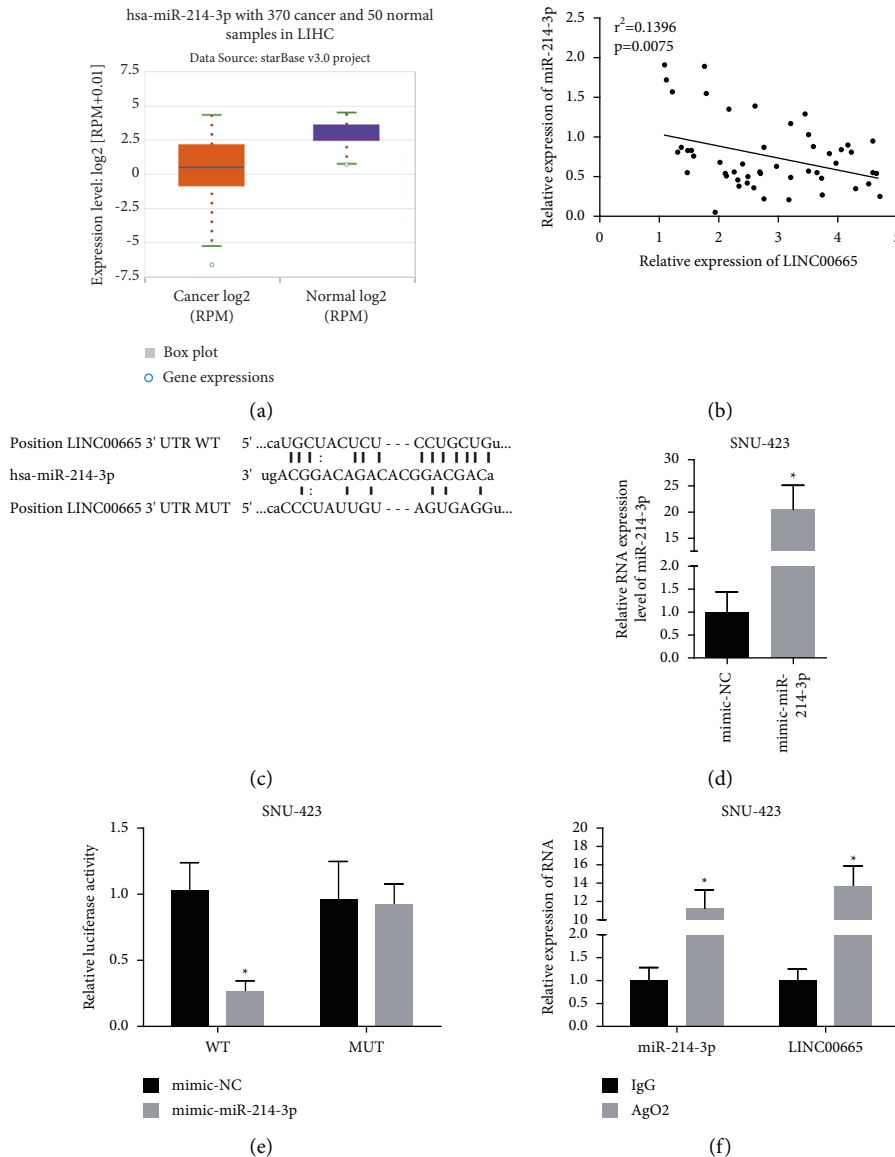 hsa-miR-214-3p with 370 cancer and 50 normal
samples in LIHC
Data Source: starBase v3.0 project
Expression level: log2 [RPM+0.01]
7.5
5
2.5
0
-2.5
-5
-7.5
Cancer log2
(RPM)
Normal log2
(RPM)
Box plot
Gene expressions
(a)
Relative expression of miR-214-3p
r²=0.1396
p=0.0075
2.5
2.0
1.5
1.0
0.5
0.0
0 1 2 3 4 5
Relative expression of LINC00665
(b)
Position LINC00665 3' UTR WT 5' ...caUGCUACUCU - - - CCUGCUGu...
hsa-miR-214-3p 3' ugACGGACAGACACGGACGACa
Position LINC00665 3' UTR MUT 5' ...caCCCUAUUGU - - - AGUGAGGu...
(c)
SNU-423
Relative RNA expression
level of miR-214-3p
30
25
20
15
2.0
1.5
1.0
0.5
0.0
*
mimic-NC
mimic-miR-
214-3p
(d)
SNU-423
Relative luciferase activity
1.5
1.0
0.5
0.0
*
WT MUT
mimic-NC
mimic-miR-214-3p
(e)
SNU-423
Relative expression of RNA
20
18
16
14
12
10
2.0
1.5
1.0
0.5
0.0
* *
miR-214-3p LINC00665
IgG
AgO2
(f)